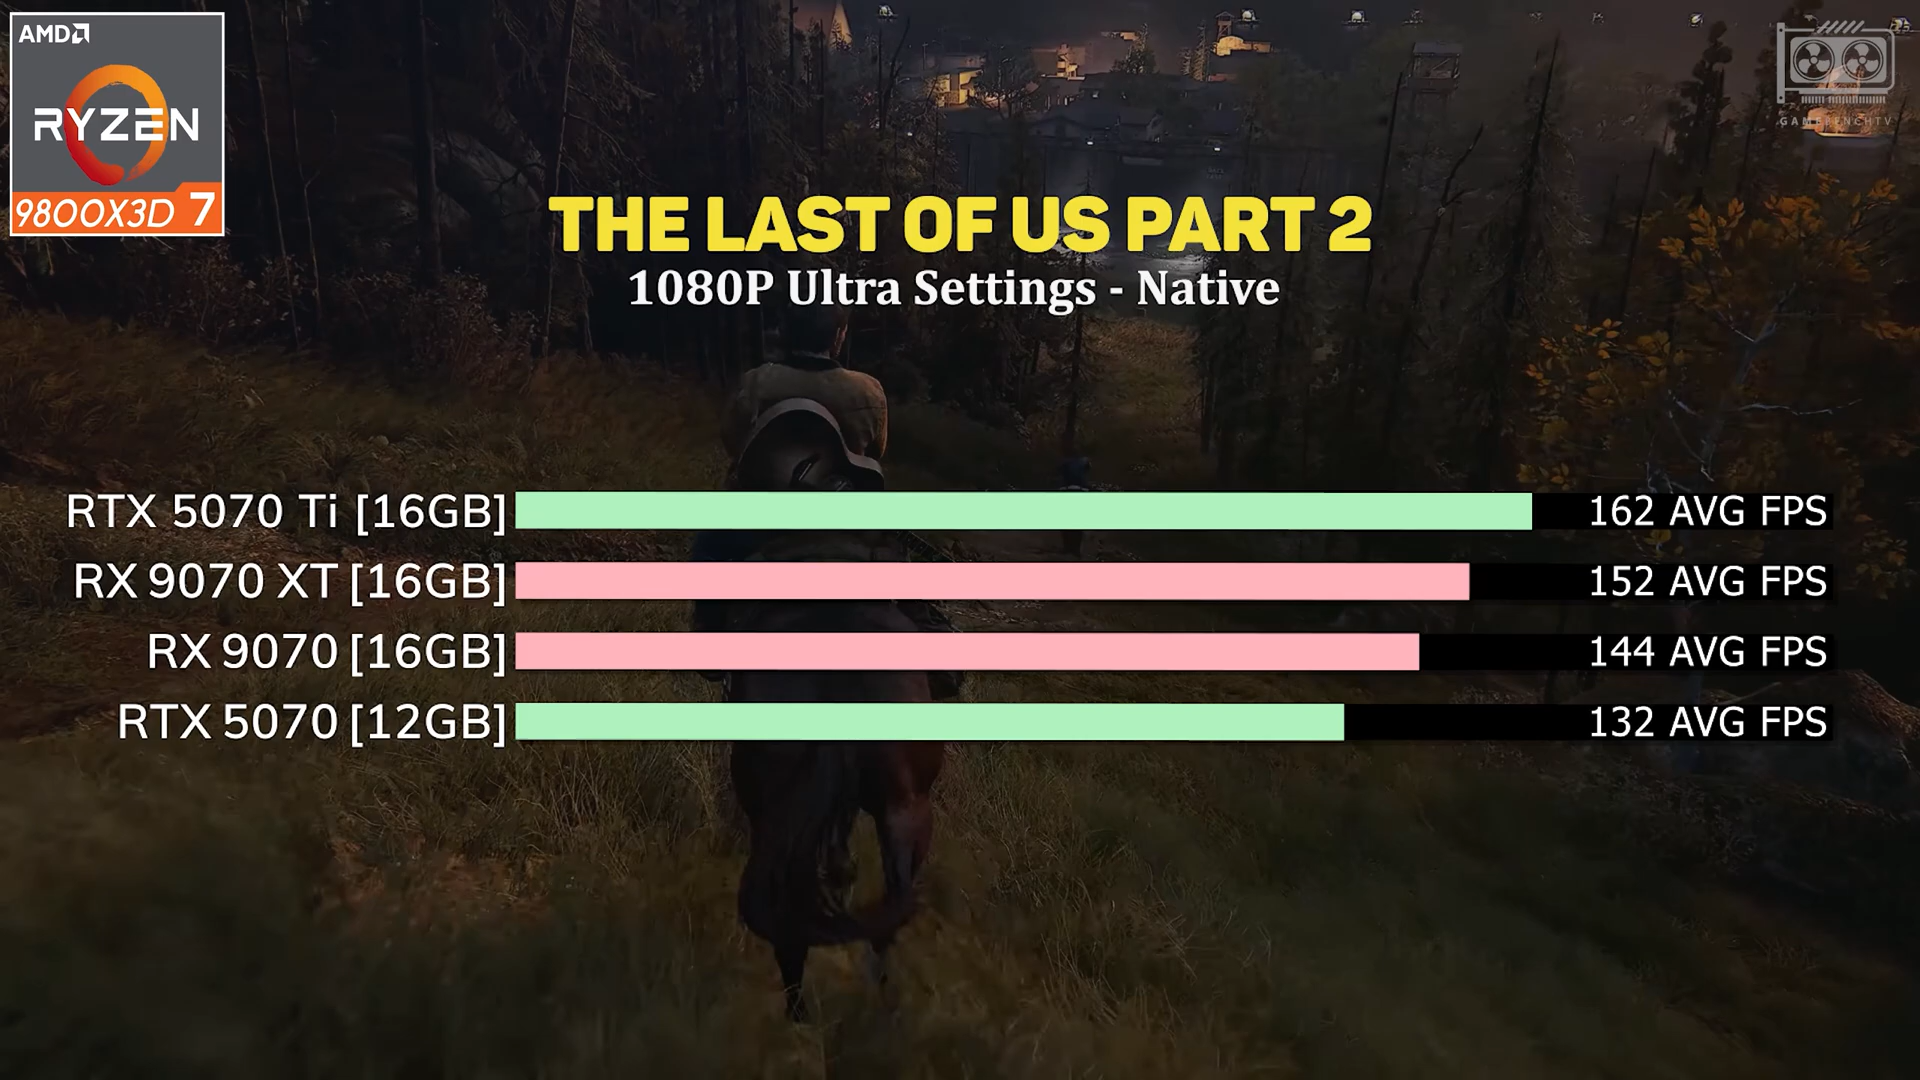 AMD
RYZEN
9800X3D 7
GAMEBENCHTV
THE LAST OF US PART 2
1080P Ultra Settings - Native
RTX 5070 Ti [16GB] 162 AVG FPS
RX 9070 XT [16GB] 152 AVG FPS
RX 9070 [16GB] 144 AVG FPS
RTX 5070 [12GB] 132 AVG FPS